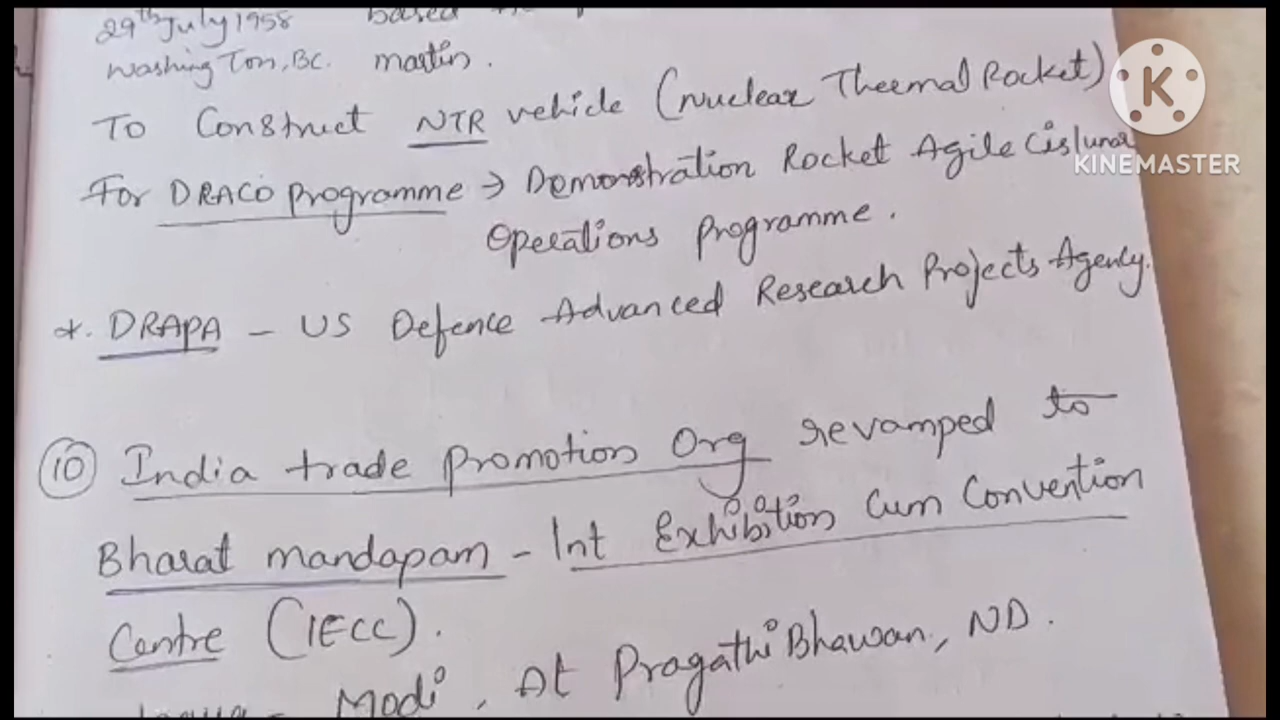 29th July 1958 based
Washington, BC. martin.
To Construct NTR vehicle (Nuclear Thermal Rocket)
For DRACO programme → Demonstration Rocket Agile Cislunar
Operations Programme.
*. DRAPA - US Defence Advanced Research Projects Agency.
10 India trade promotion Org revamped to
Bharat mandapam - Int Exhibition Cum Convention
Centre (IECC).
Modi, At Pragathi Bhawan, ND.
K
KINEMASTER